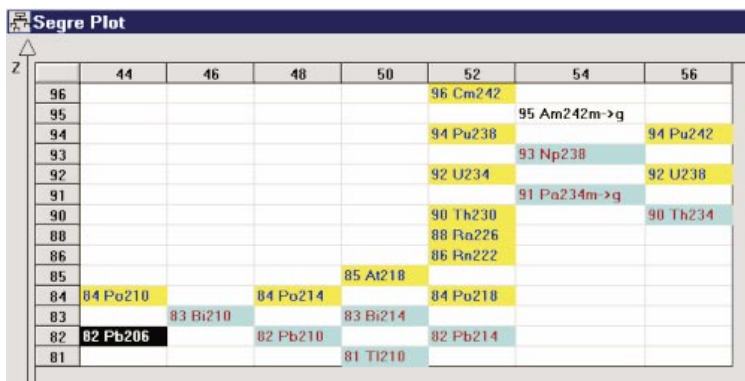 Segre Plot
Z
44 46 48 50 52 54 56
96 96 Cm242
95 95 Am242m->g
94 94 Pu238 94 Pu242
93 93 Np238
92 92 U234 92 U238
91 91 Pa234m->g
90 90 Th230 90 Th234
88 88 Ra226
86 86 Rn222
85 85 At218
84 84 Po210 84 Po214 84 Po218
83 83 Bi210 83 Bi214
82 82 Pb206 82 Pb210 82 Pb214
81 81 Tl210